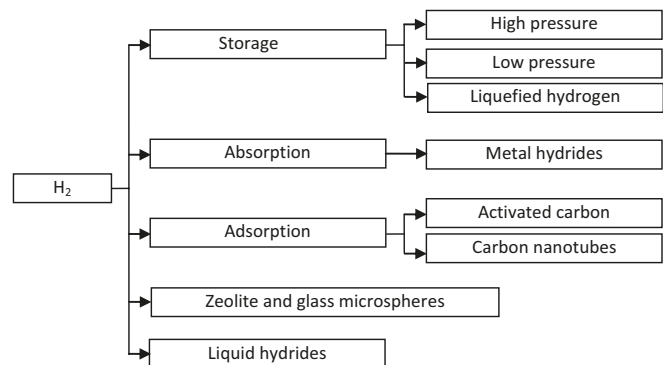 High pressure
Storage
Low pressure
Liquefied hydrogen
Absorption
Metal hydrides
H₂
Activated carbon
Adsorption
Carbon nanotubes
Zeolite and glass microspheres
Liquid hydrides